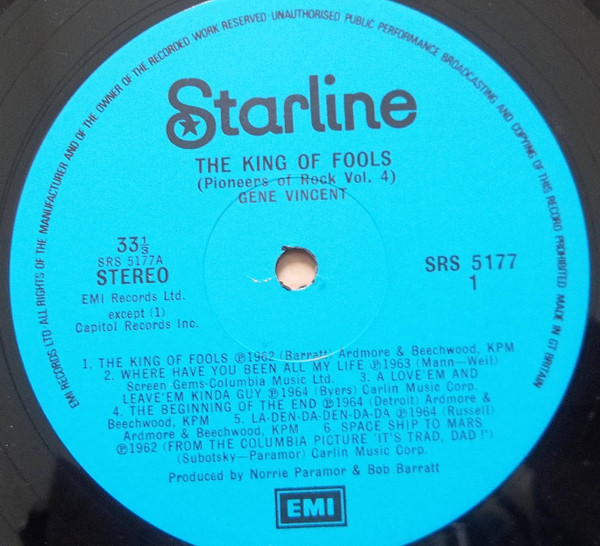 EMI RECORDS LTD ALL RIGHTS OF THE MANUFACTURER AND OF THE OWNER OF THE RECORDED WORK RESERVED · UNAUTHORISED PUBLIC PERFORMANCE BROADCASTING AND COPYING OF THIS RECORD PROHIBITED MADE IN GT BRITAIN
Starline
THE KING OF FOOLS
(Pioneers of Rock Vol. 4)
GENE VINCENT
33⅓
SRS 5177A
STEREO
EMI Records Ltd.
except (1)
Capitol Records Inc.
SRS 5177
1
1. THE KING OF FOOLS ℗1962 (Barratt) Ardmore & Beechwood, KPM
2. WHERE HAVE YOU BEEN ALL MY LIFE ℗1963 (Mann—Weil)
Screen Gems-Columbia Music Ltd. 3. A LOVE'EM AND
LEAVE'EM KINDA GUY ℗1964 (Byers) Carlin Music Corp.
4. THE BEGINNING OF THE END ℗1964 (Detroit) Ardmore &
Beechwood, KPM 5. LA-DEN-DA-DEN-DA-DA ℗1964 (Russell)
Ardmore & Beechwood, KPM 6. SPACE SHIP TO MARS
℗1962 (FROM THE COLUMBIA PICTURE 'IT'S TRAD, DAD!')
(Subotsky—Paramor) Carlin Music Corp.
Produced by Norrie Paramor & Bob Barratt
EMI